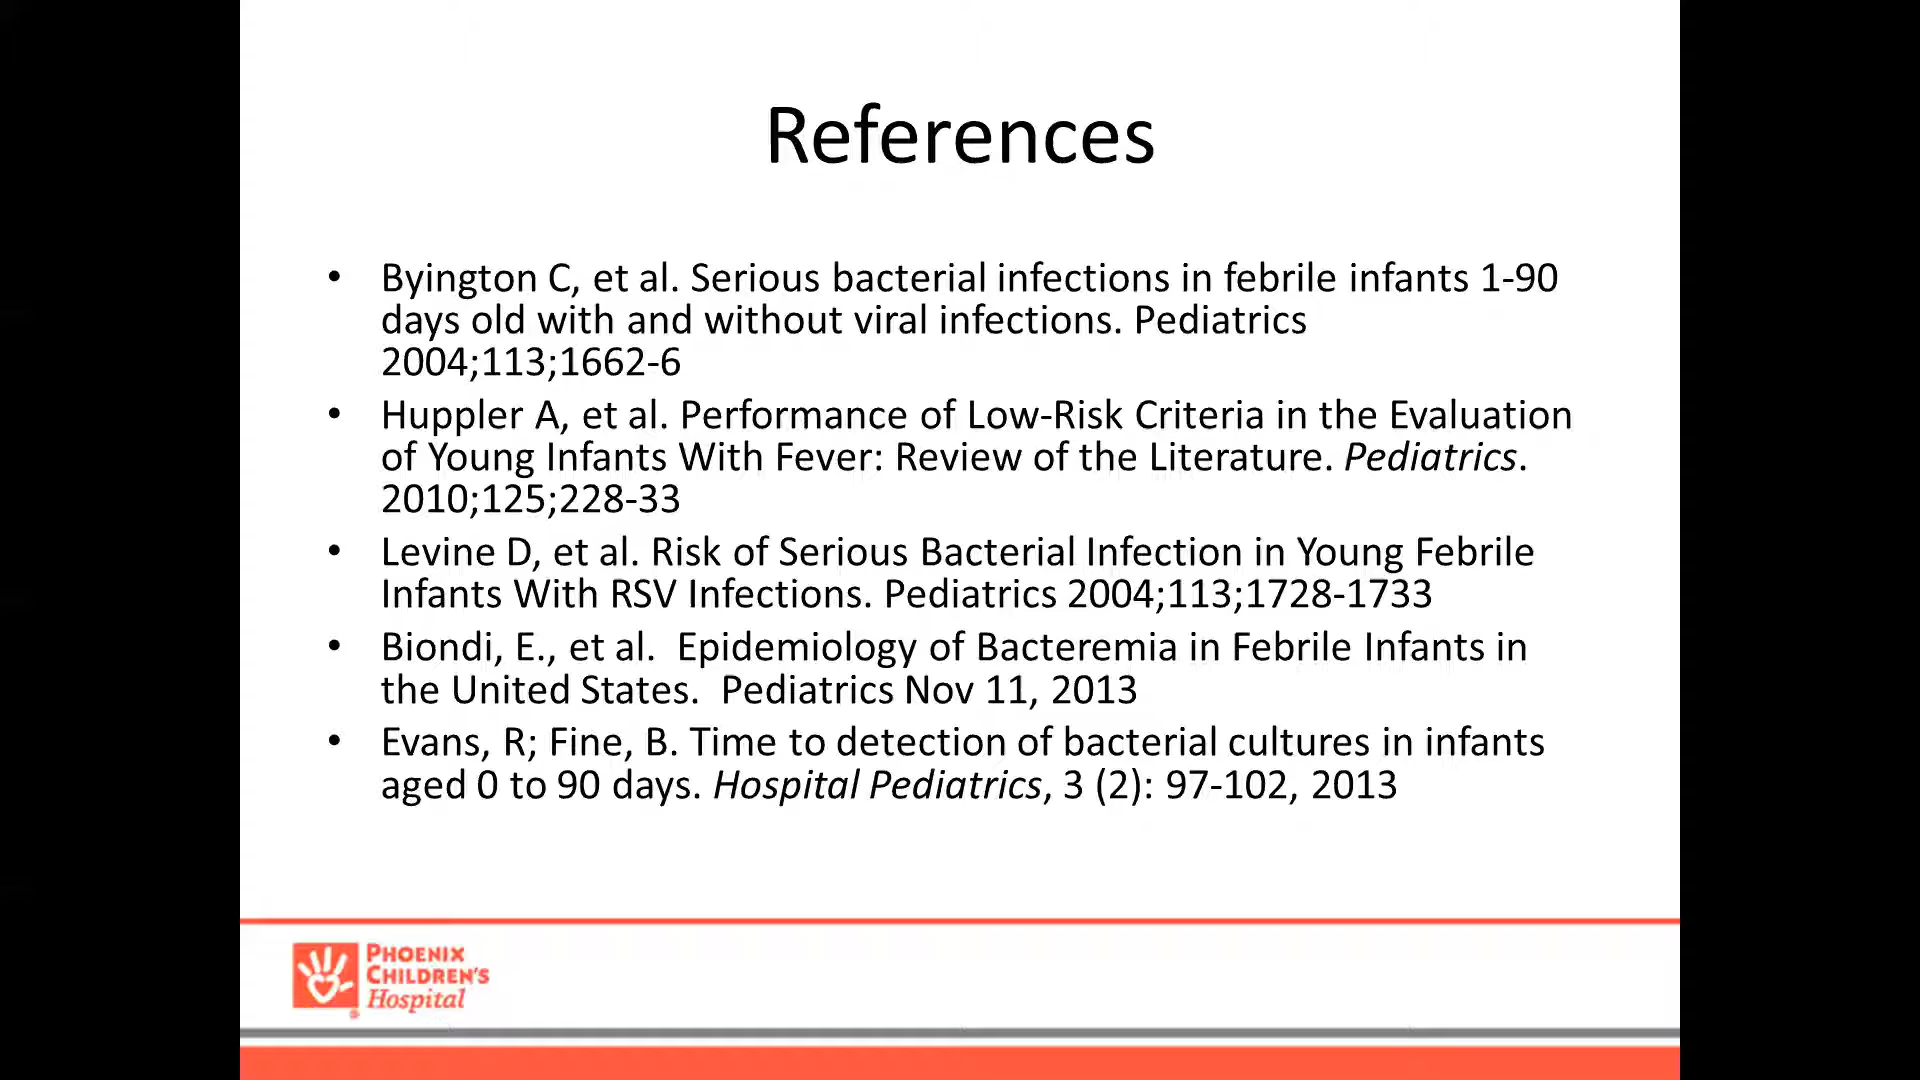 References
• Byington C, et al. Serious bacterial infections in febrile infants 1-90
days old with and without viral infections. Pediatrics
2004;113;1662-6
• Huppler A, et al. Performance of Low-Risk Criteria in the Evaluation
of Young Infants With Fever: Review of the Literature. Pediatrics.
2010;125;228-33
• Levine D, et al. Risk of Serious Bacterial Infection in Young Febrile
Infants With RSV Infections. Pediatrics 2004;113;1728-1733
• Biondi, E., et al.  Epidemiology of Bacteremia in Febrile Infants in
the United States.  Pediatrics Nov 11, 2013
• Evans, R; Fine, B. Time to detection of bacterial cultures in infants
aged 0 to 90 days. Hospital Pediatrics, 3 (2): 97-102, 2013
PHOENIX
CHILDREN'S
Hospital